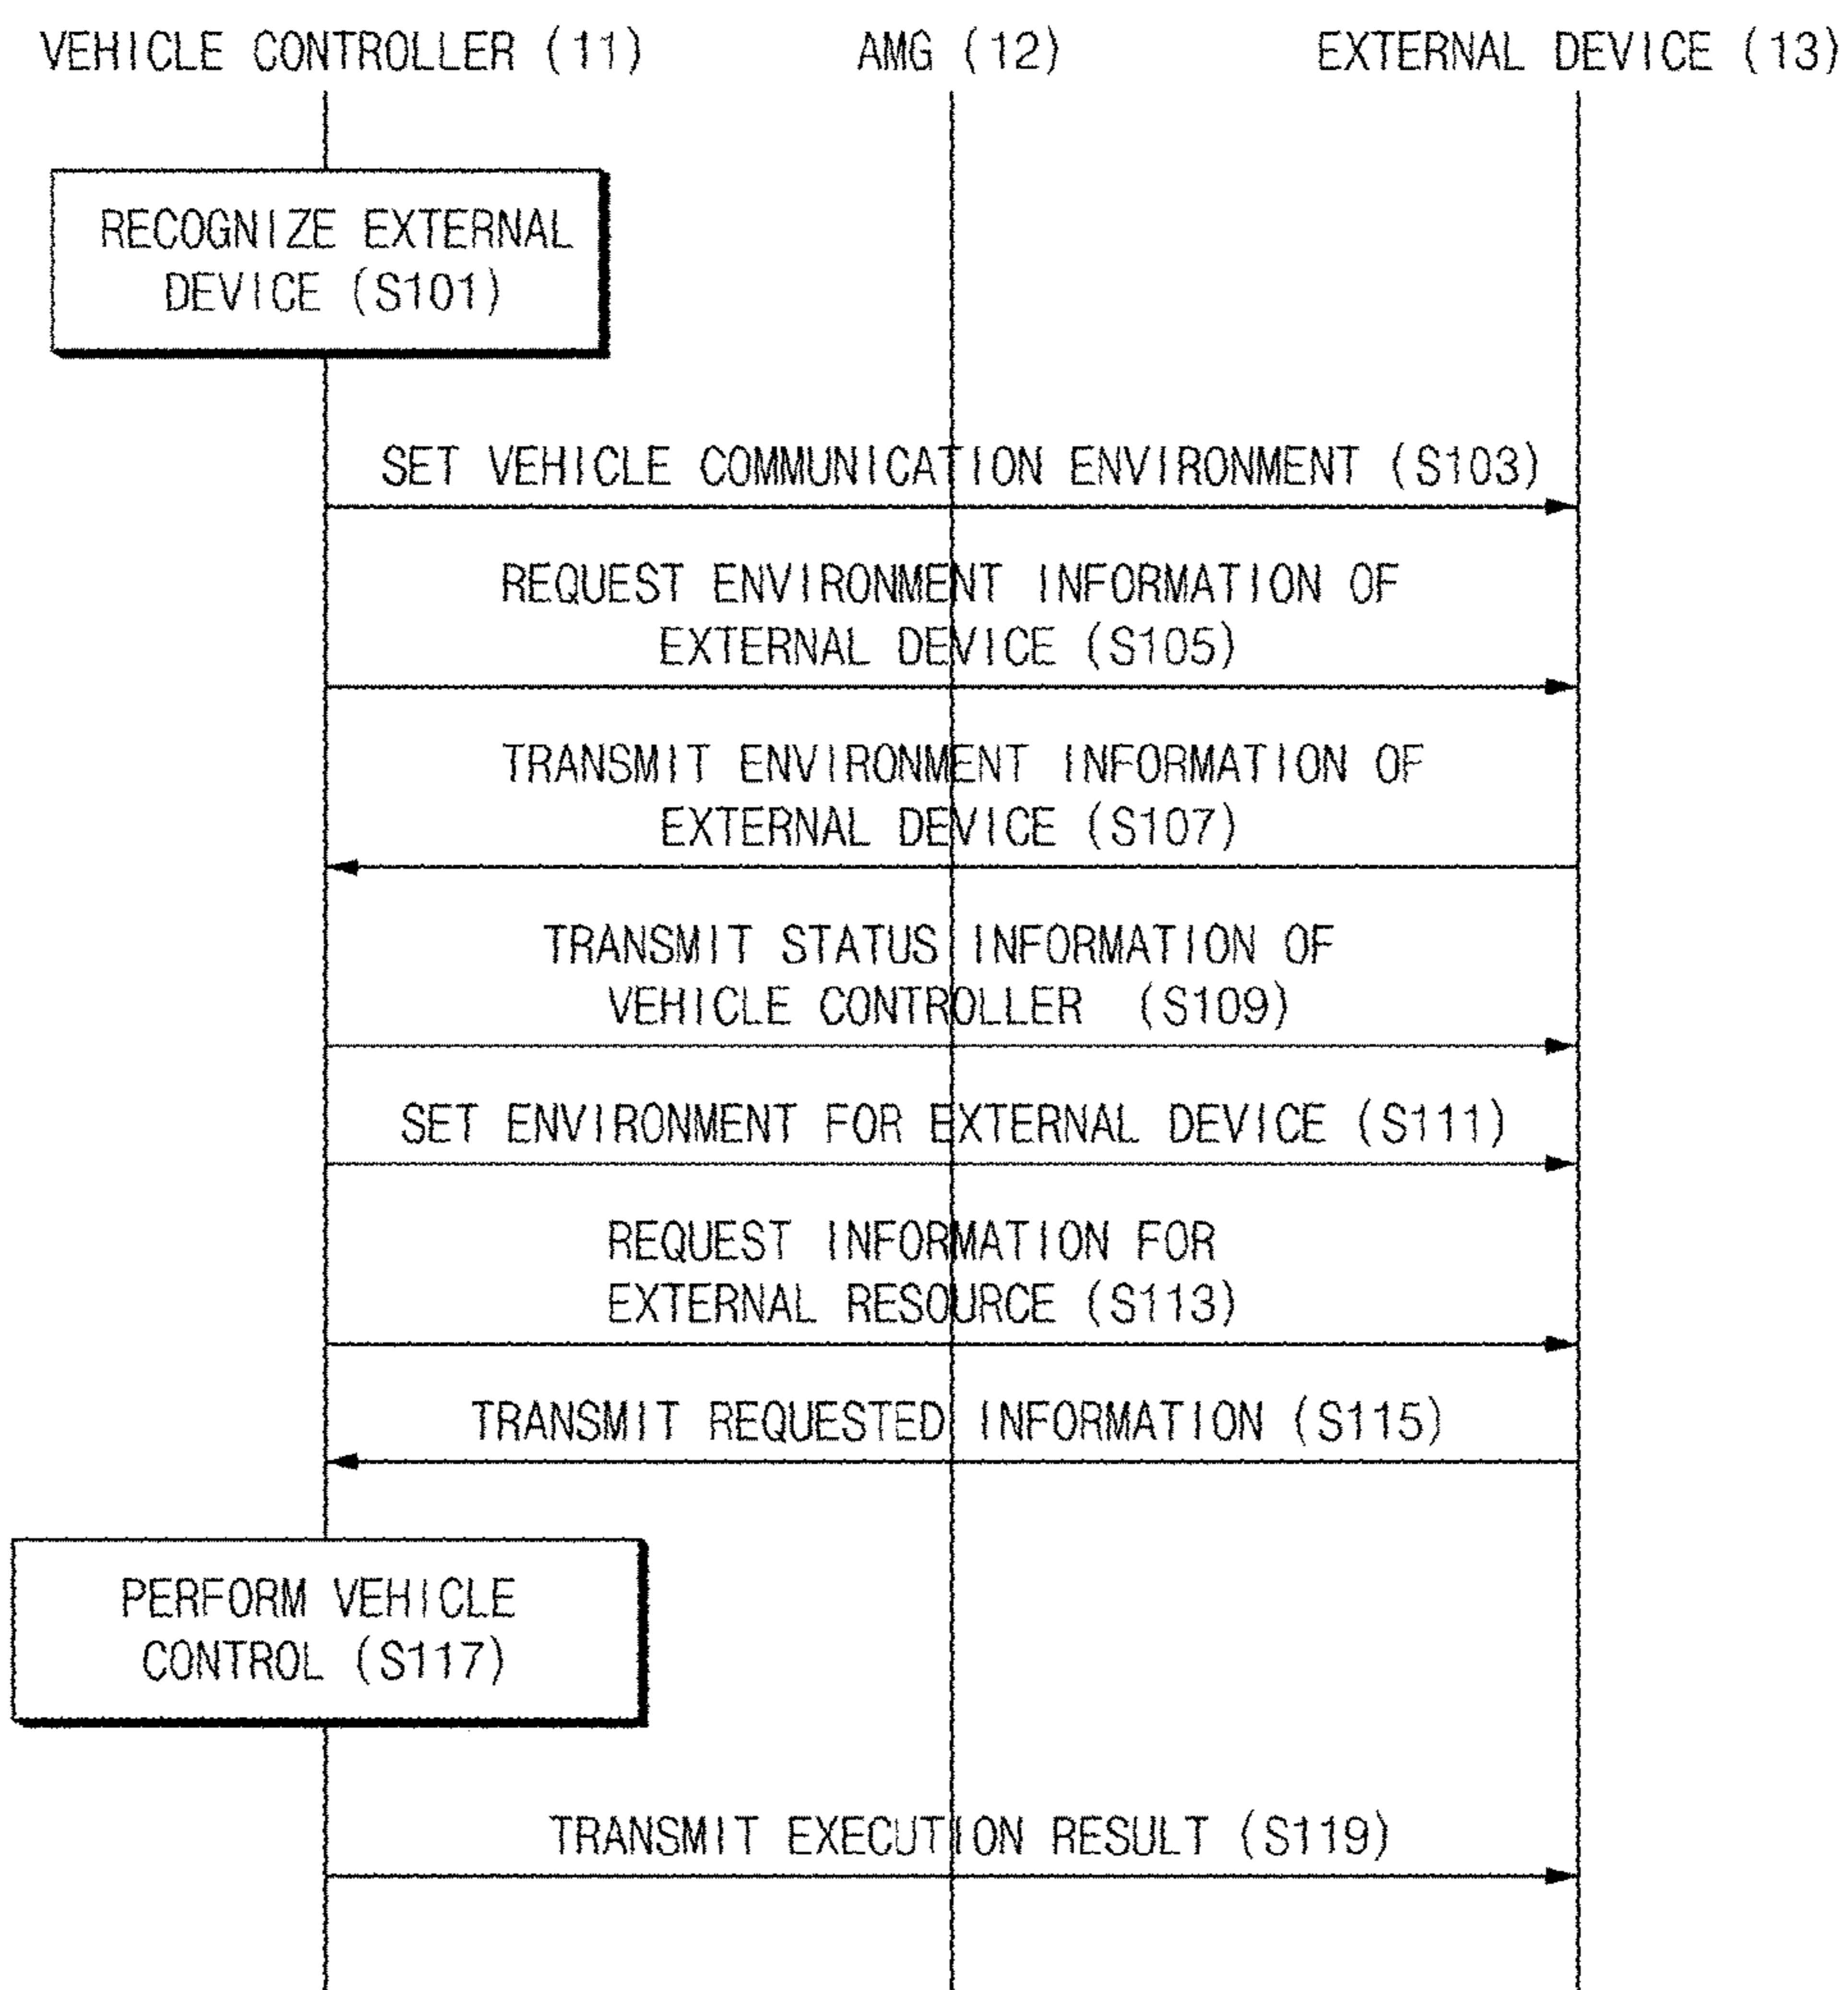 VEHICLE CONTROLLER (11)
AMG (12)
EXTERNAL DEVICE (13)
RECOGNIZE EXTERNAL
DEVICE (S101)
SET VEHICLE COMMUNICATION ENVIRONMENT (S103)
REQUEST ENVIRONMENT INFORMATION OF
EXTERNAL DEVICE (S105)
TRANSMIT ENVIRONMENT INFORMATION OF
EXTERNAL DEVICE (S107)
TRANSMIT STATUS INFORMATION OF
VEHICLE CONTROLLER (S109)
SET ENVIRONMENT FOR EXTERNAL DEVICE (S111)
REQUEST INFORMATION FOR
EXTERNAL RESOURCE (S113)
TRANSMIT REQUESTED INFORMATION (S115)
PERFORM VEHICLE
CONTROL (S117)
TRANSMIT EXECUTION RESULT (S119)